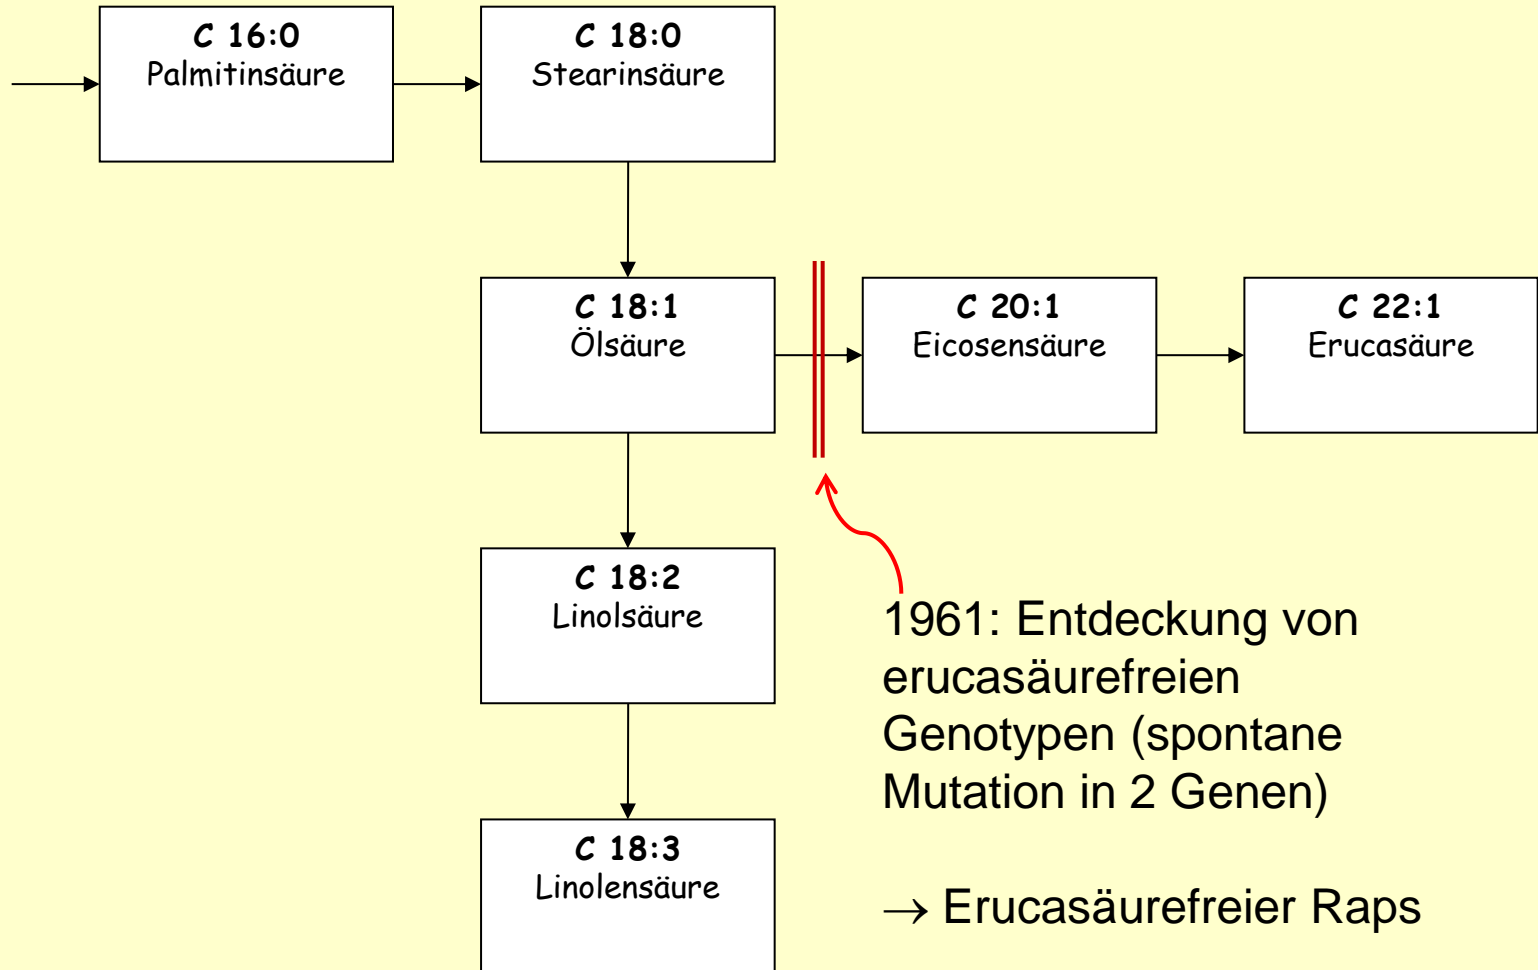 C 16:0
Palmitinsäure
C 18:0
Stearinsäure
C 18:1
Ölsäure
C 20:1
Eicosensäure
C 22:1
Erucasäure
C 18:2
Linolsäure
1961: Entdeckung von
erucasäurefreien
Genotypen (spontane
Mutation in 2 Genen)
C 18:3
Linolensäure
→ Erucasäurefreier Raps